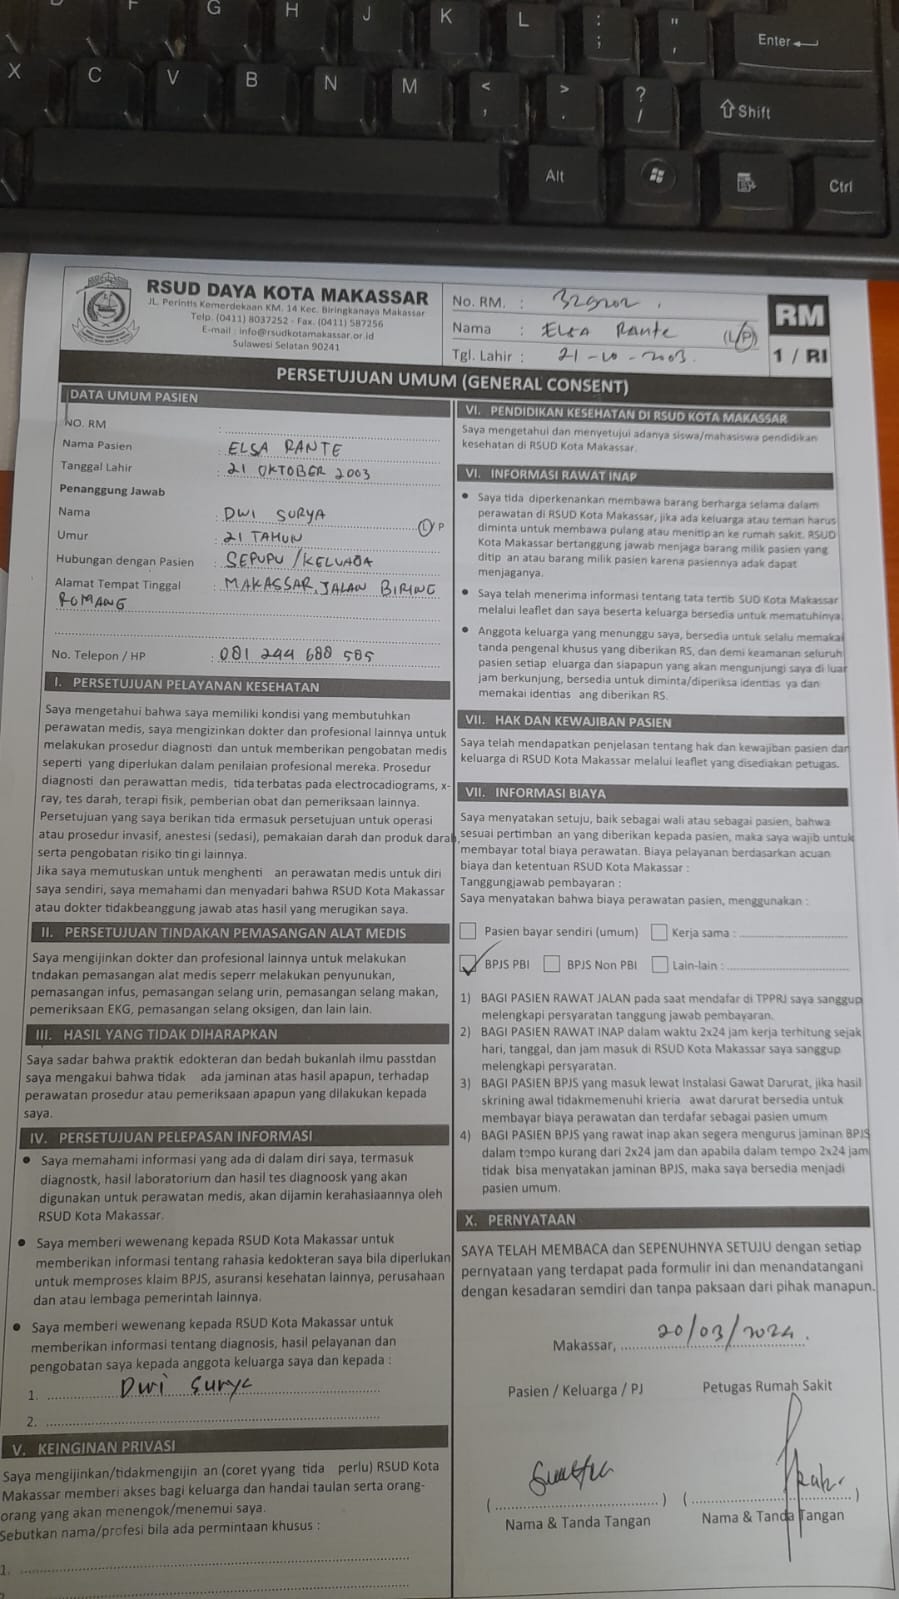 F G H J K L : ; " '
Enter
X C V B N M < , > . ? /
Shift
Alt
Ctrl
RSUD DAYA KOTA MAKASSAR
JL. Perintis Kemerdekaan KM. 14 Kec. Biringkanaya Makassar
Telp. (0411) 8037252 - Fax. (0411) 587256
E-mail : info@rsudkotamakassar.or.id
Sulawesi Selatan 90241
No. RM. :
Nama : ELSA Rante (L/P)
Tgl. Lahir : 21-10-2003
RM
1 / RI
PERSETUJUAN UMUM (GENERAL CONSENT)
DATA UMUM PASIEN
NO. RM :
Nama Pasien : ELSA RANTE
Tanggal Lahir : 21 OKTOBER 2003
Penanggung Jawab
Nama : DWI SURYA L/P
Umur : 21 TAHUN
Hubungan dengan Pasien : SEPUPU / KELUAGA
Alamat Tempat Tinggal : MAKASSAR, JALAN BIRING
ROMANG
No. Telepon / HP : 081 244 688 585
I. PERSETUJUAN PELAYANAN KESEHATAN
Saya mengetahui bahwa saya memiliki kondisi yang membutuhkan
perawatan medis, saya mengizinkan dokter dan profesional lainnya untuk
melakukan prosedur diagnosti dan untuk memberikan pengobatan medis
seperti yang diperlukan dalam penilaian profesional mereka. Prosedur
diagnosti dan perawattan medis, tida terbatas pada electrocadiograms, x-
ray, tes darah, terapi fisik, pemberian obat dan pemeriksaan lainnya.
Persetujuan yang saya berikan tida ermasuk persetujuan untuk operasi
atau prosedur invasif, anestesi (sedasi), pemakaian darah dan produk darah,
serta pengobatan risiko tin gi lainnya.
Jika saya memutuskan untuk menghenti an perawatan medis untuk diri
saya sendiri, saya memahami dan menyadari bahwa RSUD Kota Makassar
atau dokter tidakbeanggung jawab atas hasil yang merugikan saya.
II. PERSETUJUAN TINDAKAN PEMASANGAN ALAT MEDIS
Saya mengijinkan dokter dan profesional lainnya untuk melakukan
tndakan pemasangan alat medis seperr melakukan penyunukan,
pemasangan infus, pemasangan selang urin, pemasangan selang makan,
pemeriksaan EKG, pemasangan selang oksigen, dan lain lain.
III. HASIL YANG TIDAK DIHARAPKAN
Saya sadar bahwa praktik edokteran dan bedah bukanlah ilmu passtdan
saya mengakui bahwa tidak ada jaminan atas hasil apapun, terhadap
perawatan prosedur atau pemeriksaan apapun yang dilakukan kepada
saya.
IV. PERSETUJUAN PELEPASAN INFORMASI
● Saya memahami informasi yang ada di dalam diri saya, termasuk
diagnostk, hasil laboratorium dan hasil tes diagnoosk yang akan
digunakan untuk perawatan medis, akan dijamin kerahasiaannya oleh
RSUD Kota Makassar.
● Saya memberi wewenang kepada RSUD Kota Makassar untuk
memberikan informasi tentang rahasia kedokteran saya bila diperlukan
untuk memproses klaim BPJS, asuransi kesehatan lainnya, perusahaan
dan atau lembaga pemerintah lainnya.
● Saya memberi wewenang kepada RSUD Kota Makassar untuk
memberikan informasi tentang diagnosis, hasil pelayanan dan
pengobatan saya kepada anggota keluarga saya dan kepada :
1. Dwi Surya
2.
V. KEINGINAN PRIVASI
Saya mengijinkan/tidakmengijin an (coret yyang tida perlu) RSUD Kota
Makassar memberi akses bagi keluarga dan handai taulan serta orang-
orang yang akan menengok/menemui saya.
Sebutkan nama/profesi bila ada permintaan khusus :
1.
VI. PENDIDIKAN KESEHATAN DI RSUD KOTA MAKASSAR
Saya mengetahui dan menyetujui adanya siswa/mahasiswa pendidikan
kesehatan di RSUD Kota Makassar.
VI. INFORMASI RAWAT INAP
● Saya tida diperkenankan membawa barang berharga selama dalam
perawatan di RSUD Kota Makassar, jika ada keluarga atau teman harus
diminta untuk membawa pulang atau menitip an ke rumah sakit. RSUD
Kota Makassar bertanggung jawab menjaga barang milik pasien yang
ditip an atau barang milik pasien karena pasiennya adak dapat
menjaganya.
● Saya telah menerima informasi tentang tata tertib SUD Kota Makassar
melalui leaflet dan saya beserta keluarga bersedia untuk mematuhinya.
● Anggota keluarga yang menunggu saya, bersedia untuk selalu memakai
tanda pengenal khusus yang diberikan RS, dan demi keamanan seluruh
pasien setiap eluarga dan siapapun yang akan mengunjungi saya di luar
jam berkunjung, bersedia untuk diminta/diperiksa identias ya dan
memakai identias ang diberikan RS.
VII. HAK DAN KEWAJIBAN PASIEN
Saya telah mendapatkan penjelasan tentang hak dan kewajiban pasien dan
keluarga di RSUD Kota Makassar melalui leaflet yang disediakan petugas.
VII. INFORMASI BIAYA
Saya menyatakan setuju, baik sebagai wali atau sebagai pasien, bahwa
sesuai pertimban an yang diberikan kepada pasien, maka saya wajib untuk
membayar total biaya perawatan. Biaya pelayanan berdasarkan acuan
biaya dan ketentuan RSUD Kota Makassar :
Tanggungjawab pembayaran :
Saya menyatakan bahwa biaya perawatan pasien, menggunakan :
Pasien bayar sendiri (umum) Kerja sama :
BPJS PBI BPJS Non PBI Lain-lain :
1) BAGI PASIEN RAWAT JALAN pada saat mendafar di TPPRJ saya sanggup
melengkapi persyaratan tanggung jawab pembayaran.
2) BAGI PASIEN RAWAT INAP dalam waktu 2x24 jam kerja terhitung sejak
hari, tanggal, dan jam masuk di RSUD Kota Makassar saya sanggup
melengkapi persyaratan.
3) BAGI PASIEN BPJS yang masuk lewat Instalasi Gawat Darurat, jika hasil
skrining awal tidakmemenuhi krieria awat darurat bersedia untuk
membayar biaya perawatan dan terdafar sebagai pasien umum
4) BAGI PASIEN BPJS yang rawat inap akan segera mengurus jaminan BPJS
dalam tempo kurang dari 2x24 jam dan apabila dalam tempo 2x24 jam
tidak bisa menyatakan jaminan BPJS, maka saya bersedia menjadi
pasien umum.
X. PERNYATAAN
SAYA TELAH MEMBACA dan SEPENUHNYA SETUJU dengan setiap
pernyataan yang terdapat pada formulir ini dan menandatangani
dengan kesadaran semdiri dan tanpa paksaan dari pihak manapun.
Makassar, 20/03/2024.
Pasien / Keluarga / PJ Petugas Rumah Sakit
Nama & Tanda Tangan Nama & Tanda Tangan